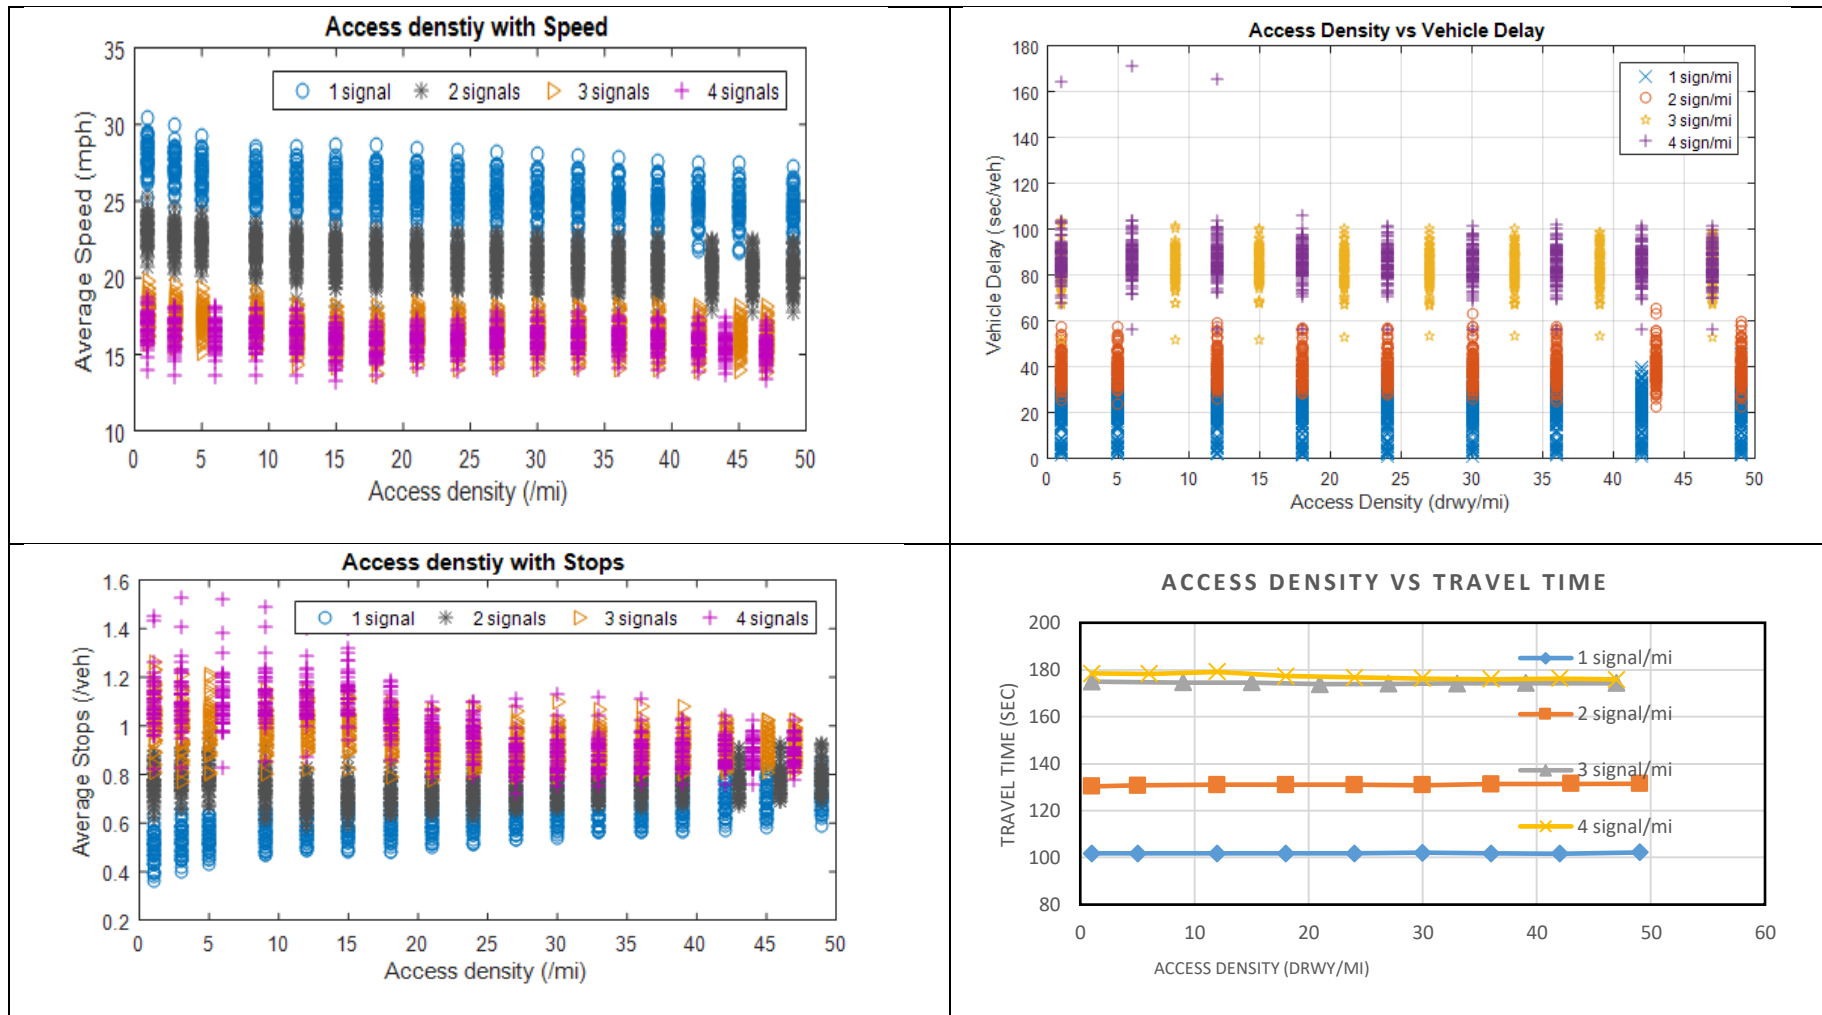 Access denstiy with Speed
35
30
25
20
15
10
Average Speed (mph)
1 signal 2 signals 3 signals 4 signals
0 5 10 15 20 25 30 35 40 45 50
Access density (/mi)
Access Density vs Vehicle Delay
180
160
140
120
100
80
60
40
20
0
Vehicle Delay (sec/veh)
1 sign/mi
2 sign/mi
3 sign/mi
4 sign/mi
0 5 10 15 20 25 30 35 40 45 50
Access Density (drwy/mi)
Access denstiy with Stops
1.6
1.4
1.2
1
0.8
0.6
0.4
0.2
Average Stops (/veh)
1 signal 2 signals 3 signals 4 signals
0 5 10 15 20 25 30 35 40 45 50
Access density (/mi)
ACCESS DENSITY VS TRAVEL TIME
200
180
160
140
120
100
80
TRAVEL TIME (SEC)
1 signal/mi
2 signal/mi
3 signal/mi
4 signal/mi
0 10 20 30 40 50 60
ACCESS DENSITY (DRWY/MI)